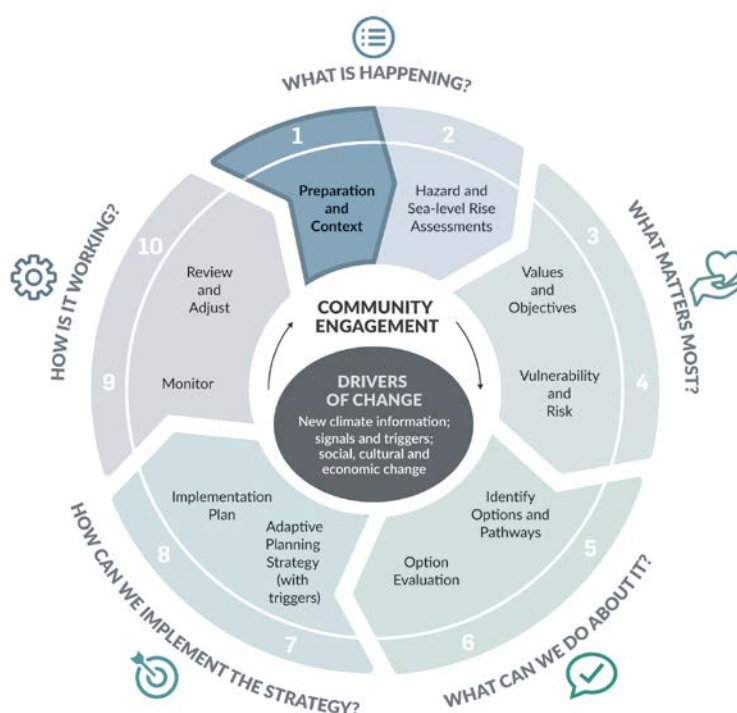 WHAT IS HAPPENING?
1
Preparation
and
Context
2
Hazard and
Sea-level Rise
Assessments
WHAT MATTERS MOST?
3
Values
and
Objectives
4
Vulnerability
and
Risk
WHAT CAN WE DO ABOUT IT?
5
Identify
Options and
Pathways
6
Option
Evaluation
HOW CAN WE IMPLEMENT THE STRATEGY?
7
Adaptive
Planning
Strategy
(with
triggers)
8
Implementation
Plan
HOW IS IT WORKING?
9
Monitor
10
Review
and
Adjust
COMMUNITY
ENGAGEMENT
DRIVERS
OF CHANGE
New climate information;
signals and triggers;
social, cultural and
economic change